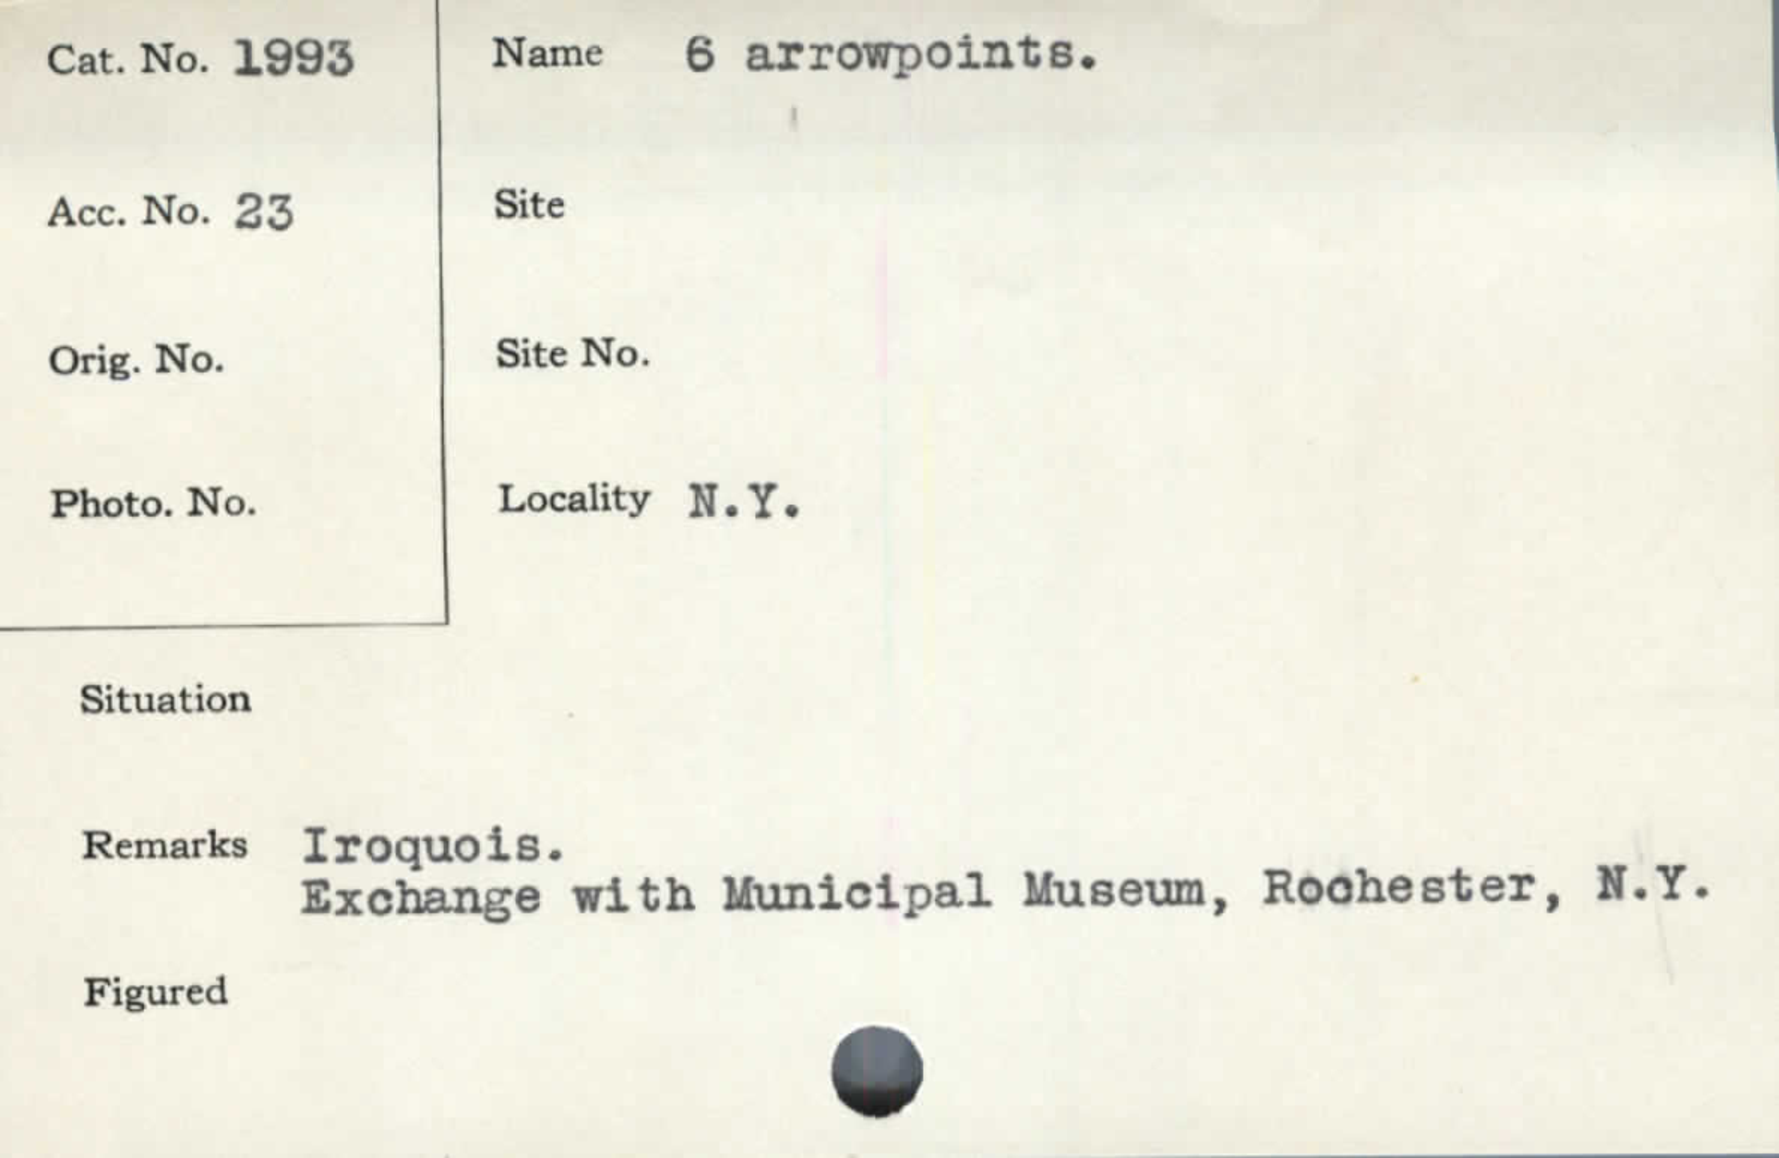 Cat. No. 1993
Acc. No. 23
Orig. No.
Photo. No.
Name 6 arrowpoints.
Site
Site No.
Locality N.Y.
Situation
Remarks Iroquois.
Exchange with Municipal Museum, Rochester, N.Y.
Figured